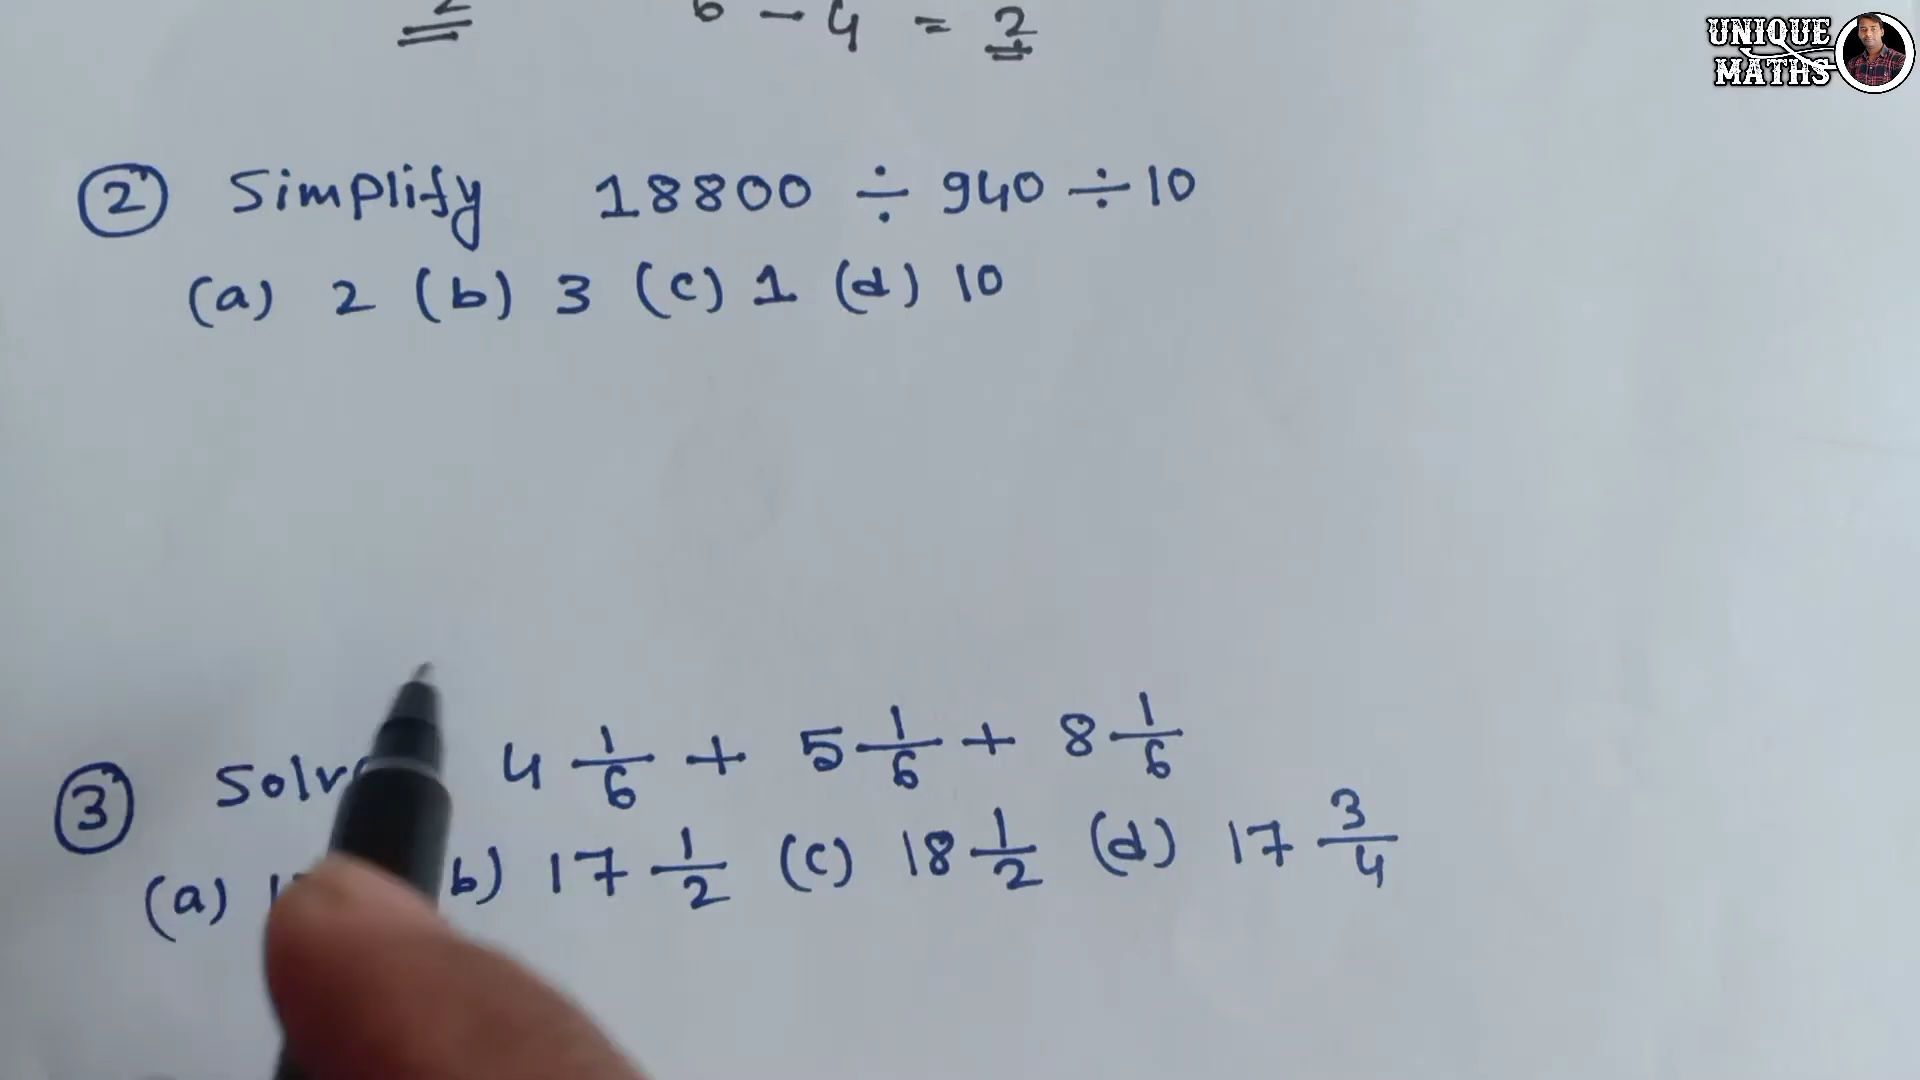 6 - 4 = 2
UNIQUE
MATHS
② Simplify 18800 ÷ 940 ÷ 10
(a) 2 (b) 3 (c) 1 (d) 10
③ 4 1/6 + 5 1/6 + 8 1/6
(a) b) 17 1/2 (c) 18 1/2 (d) 17 3/4